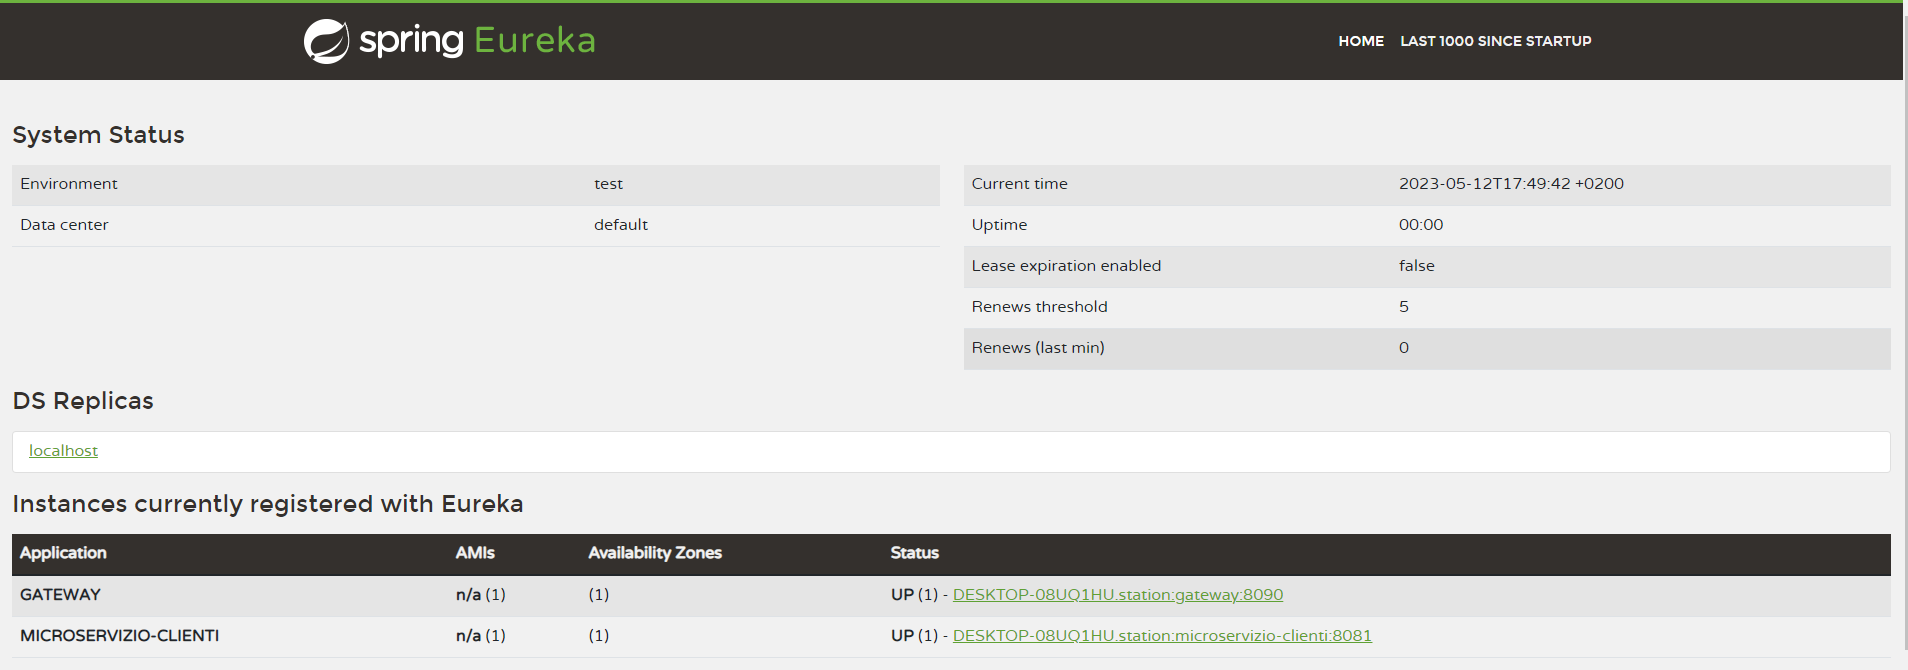 spring Eureka
HOME LAST 1000 SINCE STARTUP
System Status
Environment test
Data center default
Current time 2023-05-12T17:49:42 +0200
Uptime 00:00
Lease expiration enabled false
Renews threshold 5
Renews (last min) 0
DS Replicas
localhost
Instances currently registered with Eureka
Application AMIs Availability Zones Status
GATEWAY n/a (1) (1) UP (1) - DESKTOP-08UQ1HU.station:gateway:8090
MICROSERVIZIO-CLIENTI n/a (1) (1) UP (1) - DESKTOP-08UQ1HU.station:microservizio-clienti:8081